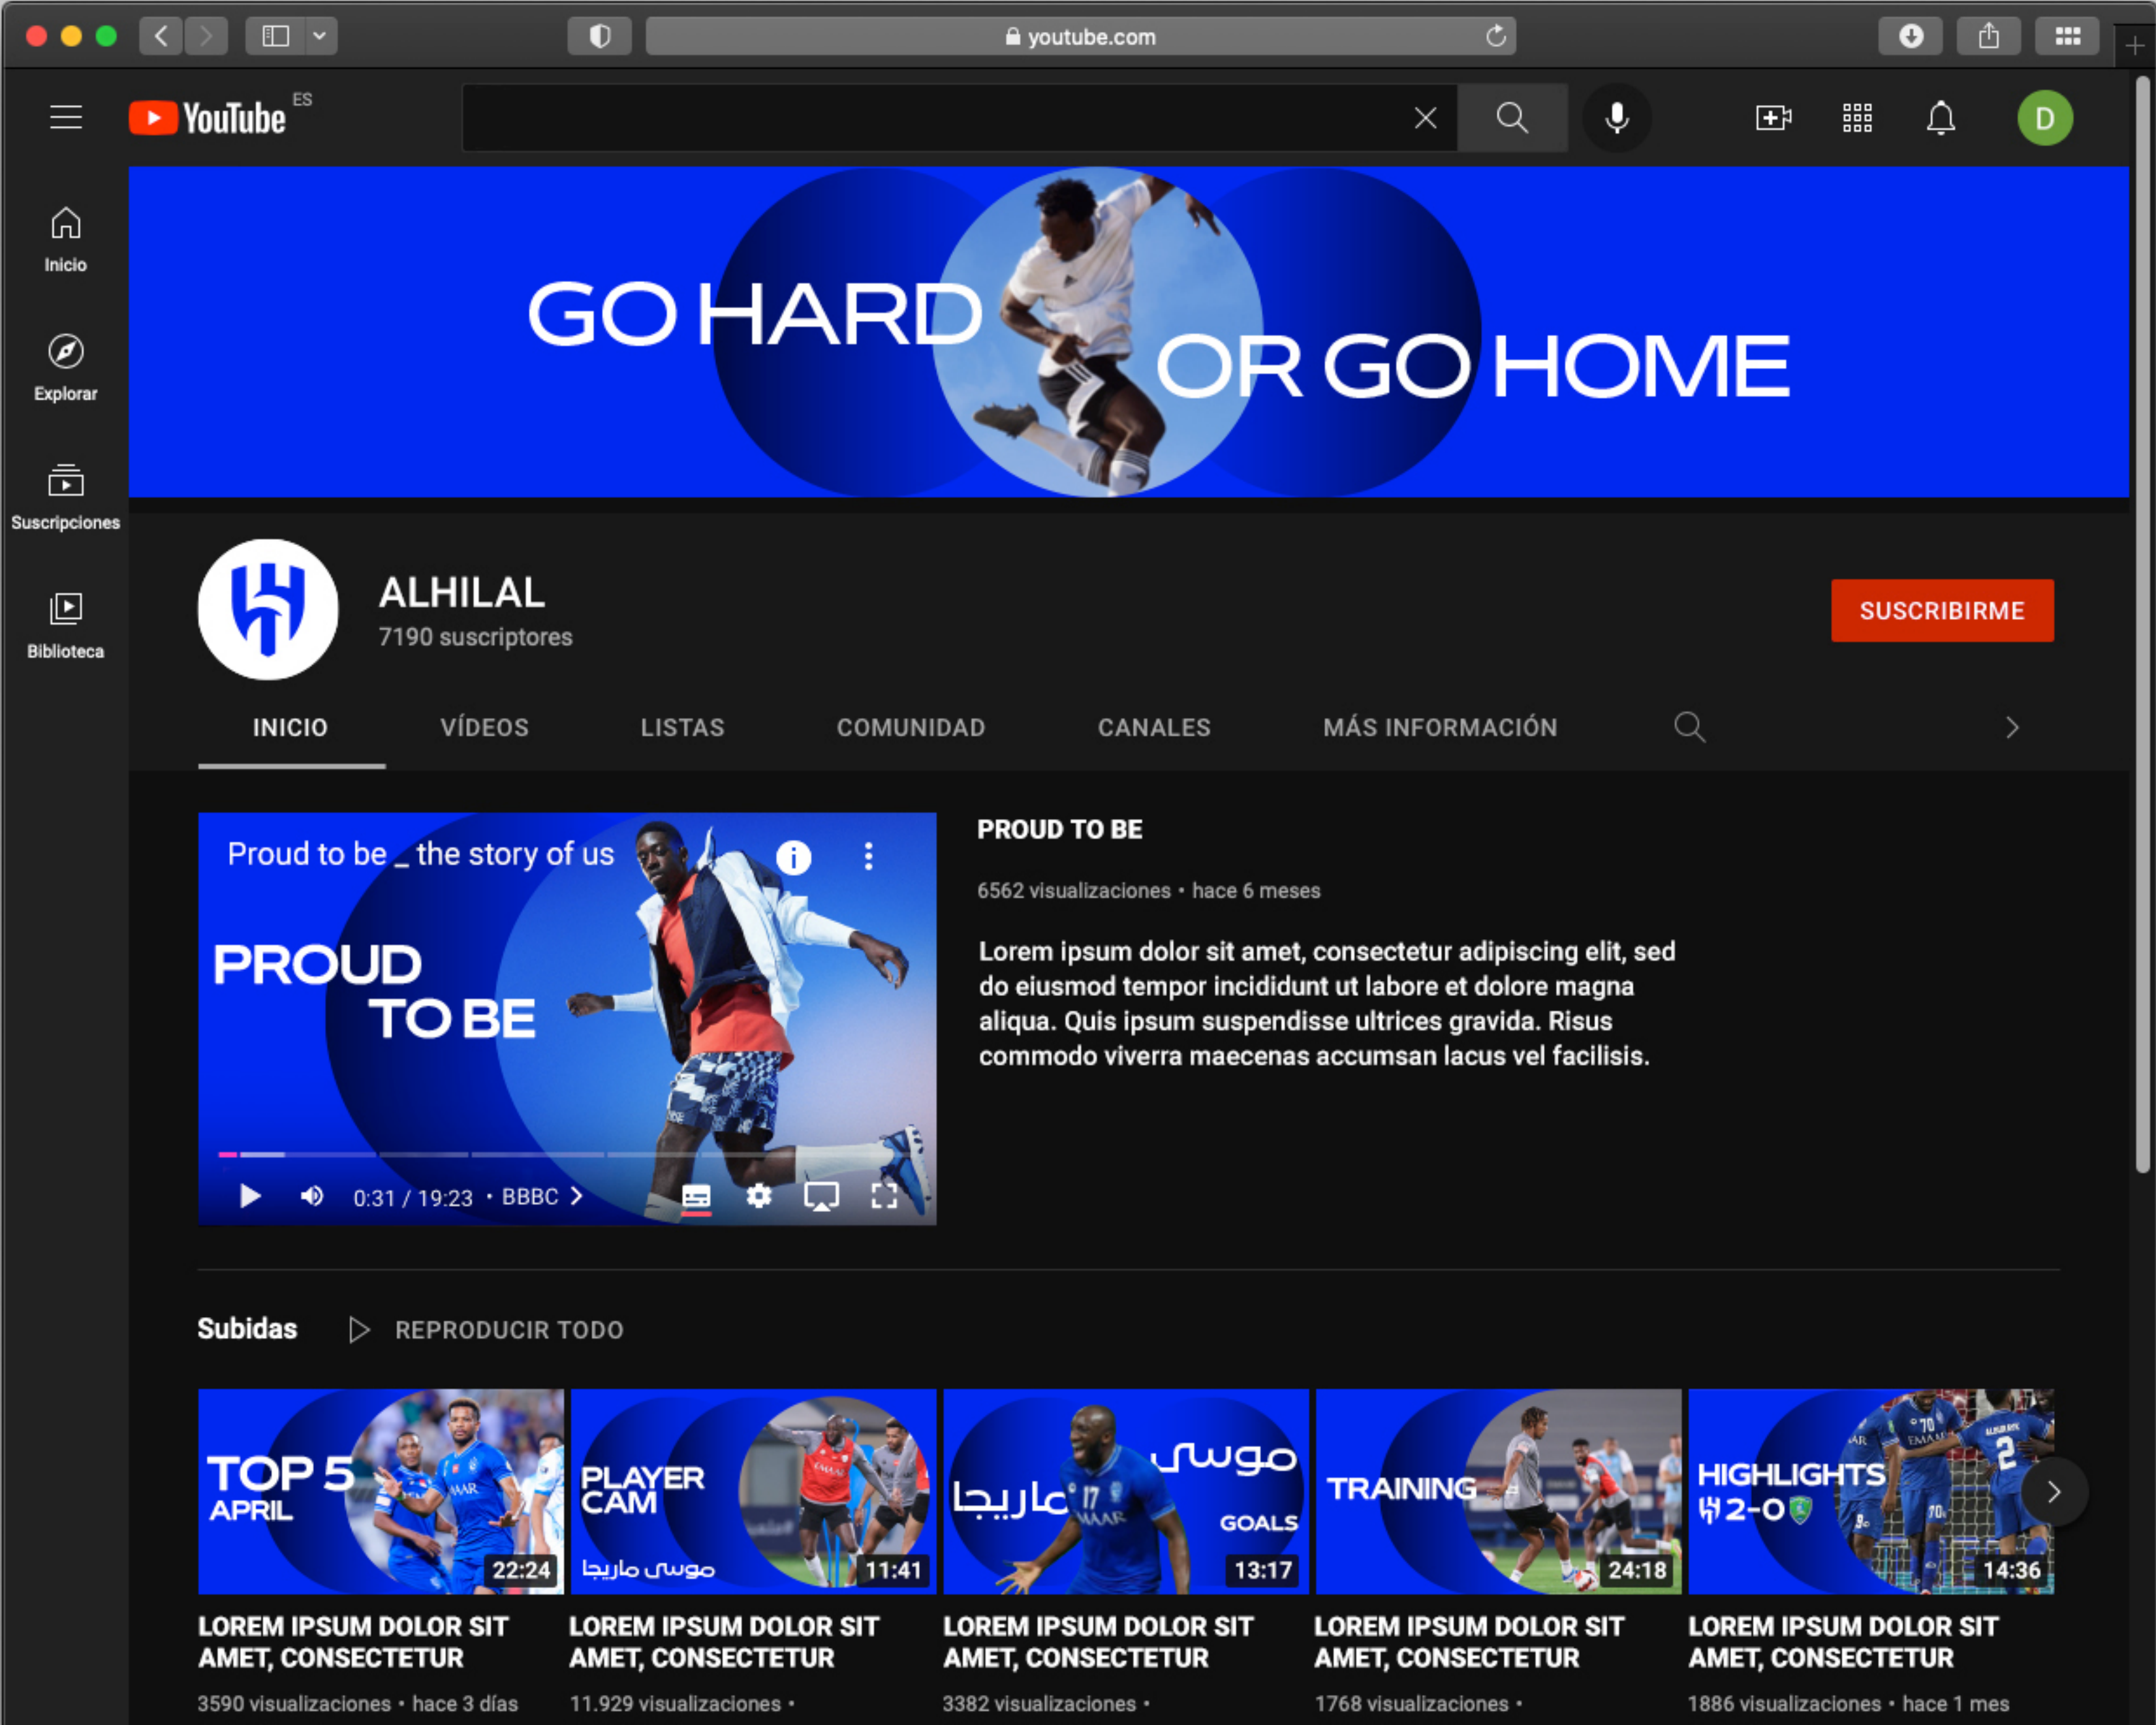 youtube.com
YouTube ES
D
Inicio
Explorar
Suscripciones
Biblioteca
GO HARD
OR GO HOME
ALHILAL
7190 suscriptores
SUSCRIBIRME
INICIO
VÍDEOS
LISTAS
COMUNIDAD
CANALES
MÁS INFORMACIÓN
Proud to be _ the story of us
PROUD
TO BE
0:31 / 19:23 • BBBC
PROUD TO BE
6562 visualizaciones • hace 6 meses
Lorem ipsum dolor sit amet, consectetur adipiscing elit, sed
do eiusmod tempor incididunt ut labore et dolore magna
aliqua. Quis ipsum suspendisse ultrices gravida. Risus
commodo viverra maecenas accumsan lacus vel facilisis.
Subidas
REPRODUCIR TODO
TOP 5
APRIL
22:24
LOREM IPSUM DOLOR SIT
AMET, CONSECTETUR
3590 visualizaciones • hace 3 días
PLAYER
CAM
EMAAR
موسى ماريجا
11:41
LOREM IPSUM DOLOR SIT
AMET, CONSECTETUR
11.929 visualizaciones •
موسى
ماريجا
17
EMAAR
GOALS
13:17
LOREM IPSUM DOLOR SIT
AMET, CONSECTETUR
3382 visualizaciones •
TRAINING
24:18
LOREM IPSUM DOLOR SIT
AMET, CONSECTETUR
1768 visualizaciones •
HIGHLIGHTS
2-0
70
2
70
14:36
LOREM IPSUM DOLOR SIT
AMET, CONSECTETUR
1886 visualizaciones • hace 1 mes